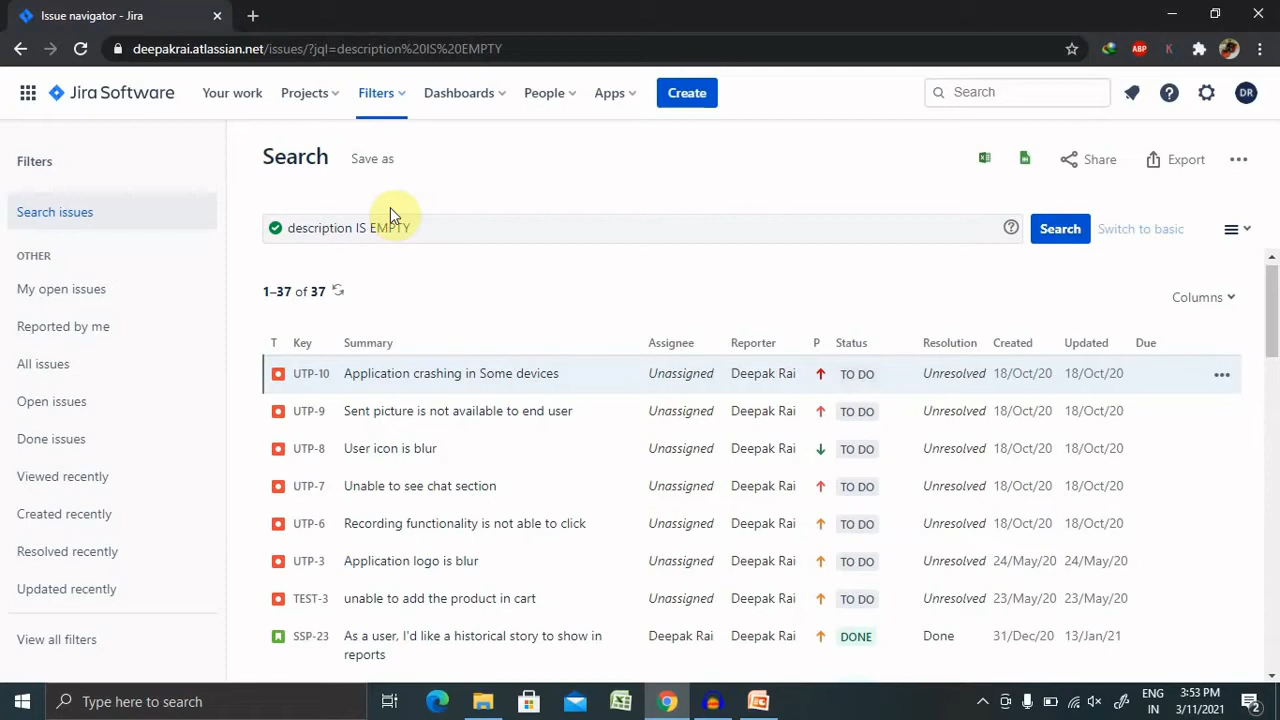 Issue navigator - Jira
deepakrai.atlassian.net/issues/?jql=description%20IS%20EMPTY
ABP
K
Jira Software
Your work
Projects
Filters
Dashboards
People
Apps
Create
Search
DR
Filters
Search issues
OTHER
My open issues
Reported by me
All issues
Open issues
Done issues
Viewed recently
Created recently
Resolved recently
Updated recently
View all filters
Search
Save as
Share
Export
description IS EMPTY
Search
Switch to basic
1–37 of 37
Columns
T Key Summary Assignee Reporter P Status Resolution Created Updated Due
UTP-10 Application crashing in Some devices Unassigned Deepak Rai TO DO Unresolved 18/Oct/20 18/Oct/20
UTP-9 Sent picture is not available to end user Unassigned Deepak Rai TO DO Unresolved 18/Oct/20 18/Oct/20
UTP-8 User icon is blur Unassigned Deepak Rai TO DO Unresolved 18/Oct/20 18/Oct/20
UTP-7 Unable to see chat section Unassigned Deepak Rai TO DO Unresolved 18/Oct/20 18/Oct/20
UTP-6 Recording functionality is not able to click Unassigned Deepak Rai TO DO Unresolved 18/Oct/20 18/Oct/20
UTP-3 Application logo is blur Unassigned Deepak Rai TO DO Unresolved 24/May/20 24/May/20
TEST-3 unable to add the product in cart Unassigned Deepak Rai TO DO Unresolved 23/May/20 23/May/20
SSP-23 As a user, I'd like a historical story to show in Deepak Rai Deepak Rai DONE Done 31/Dec/20 13/Jan/21
reports
Type here to search
ENG
IN
3:53 PM
3/11/2021
2